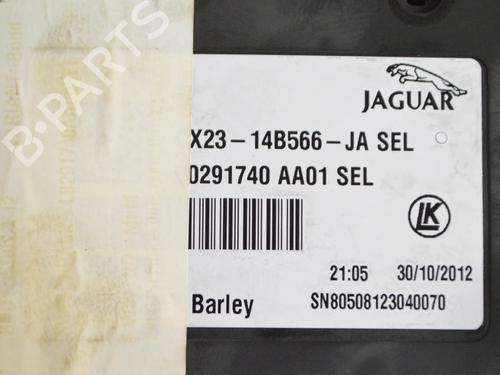 B-PARTS
JAGUAR
X23-14B566-JA SEL
0291740 AA01 SEL
LK
21:05 30/10/2012
Barley SN80508123040070